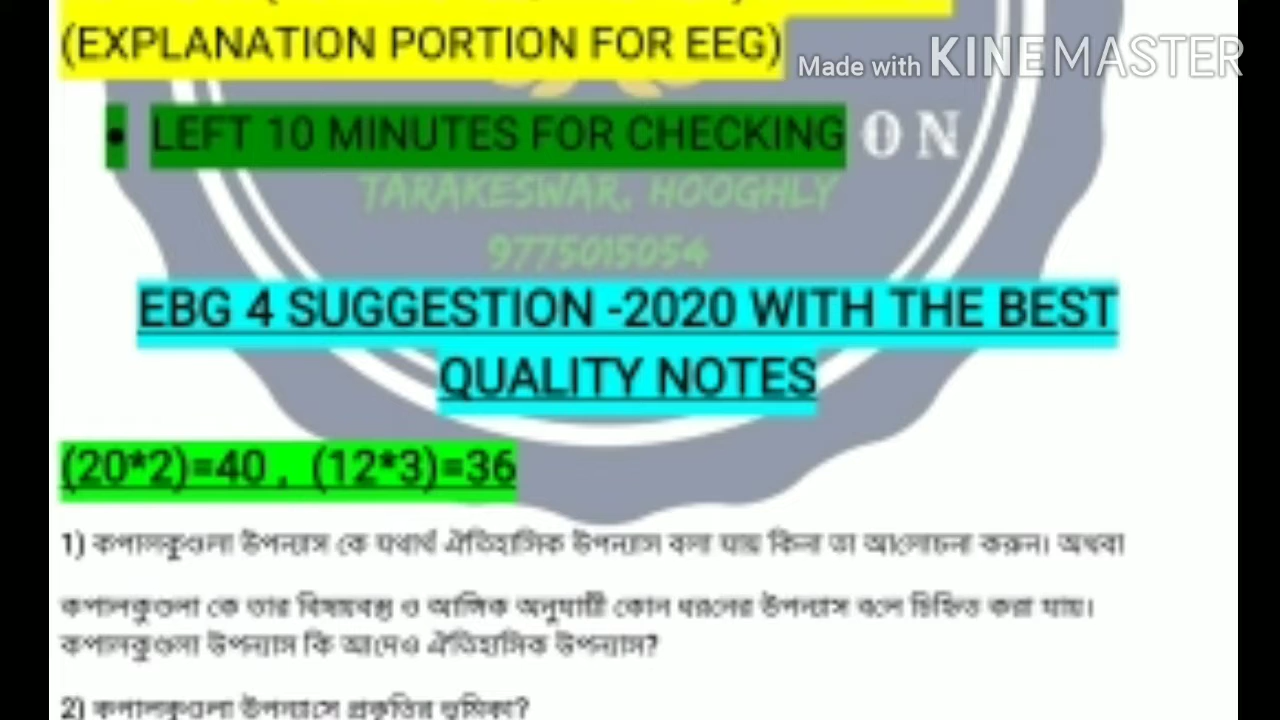 (EXPLANATION PORTION FOR EEG)
Made with KINEMASTER
• LEFT 10 MINUTES FOR CHECKING
ON
TARAKESWAR, HOOGHLY
9775015054
EBG 4 SUGGESTION -2020 WITH THE BEST
QUALITY NOTES
(20*2)=40 , (12*3)=36
1) কপালকুণ্ডলা উপন্যাস কে যথার্থ ঐতিহাসিক উপন্যাস বলা যায় কিনা তা আলোচনা করুন। অথবা
কপালকুণ্ডলা কে তার বিষয়বস্তু ও আঙ্গিক অনুযায়ী কোন ধরনের উপন্যাস বলে চিহ্নিত করা যায়।
কপালকুণ্ডলা উপন্যাস কি আদেও ঐতিহাসিক উপন্যাস?
2) কপালকুণ্ডলা উপন্যাসে প্রকৃতির ভূমিকা?